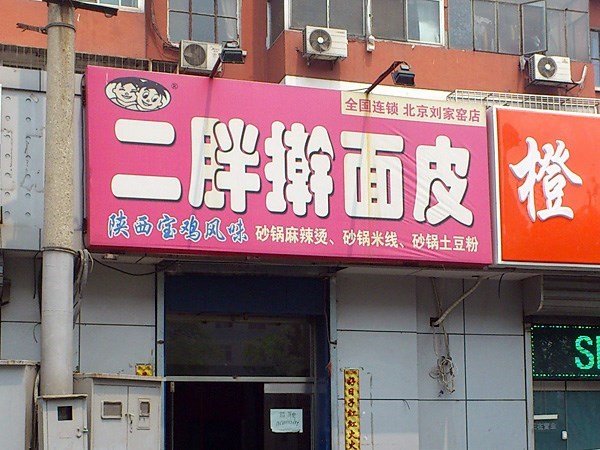 全国连锁 北京刘家窑店
二胖擀面皮
陕西宝鸡风味 砂锅麻辣烫、砂锅米线、砂锅土豆粉
®
橙